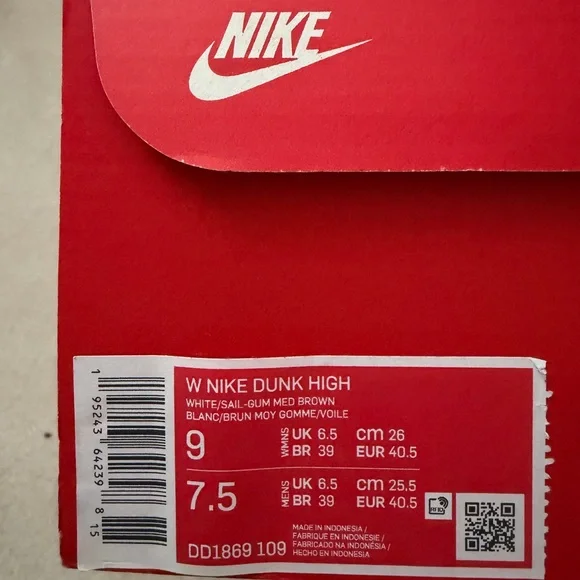 NIKE
W NIKE DUNK HIGH
WHITE/SAIL-GUM MED BROWN
BLANC/BRUN MOY GOMME/VOILE
9 WMNS UK 6.5 cm 26
BR 39 EUR 40.5
7.5 MENS UK 6.5 cm 25.5
BR 39 EUR 40.5
RFID
DD1869 109
MADE IN INDONESIA /
FABRIQUE EN INDONESIE /
FABRICADO NA INDONÉSIA /
HECHO EN INDONESIA
1 95243 64239 8 15